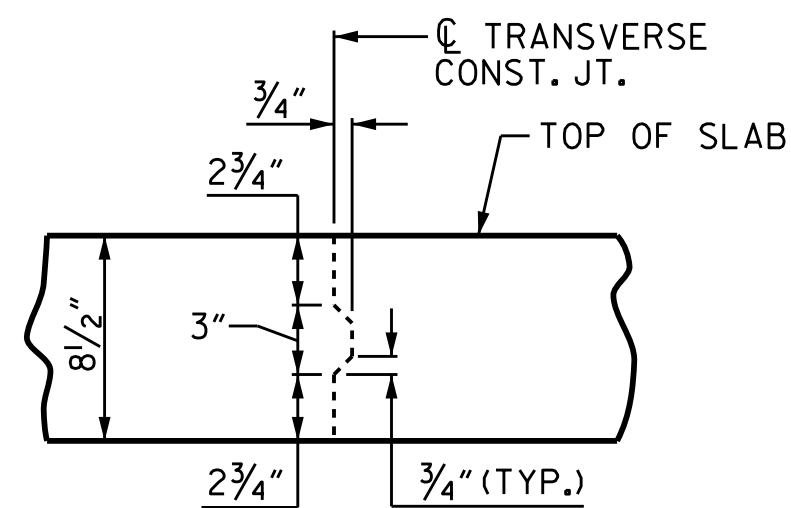 ℄ TRANSVERSE
CONST. JT.
3/4"
TOP OF SLAB
2 3/4"
3"
8 1/2"
2 3/4"
3/4" (TYP.)